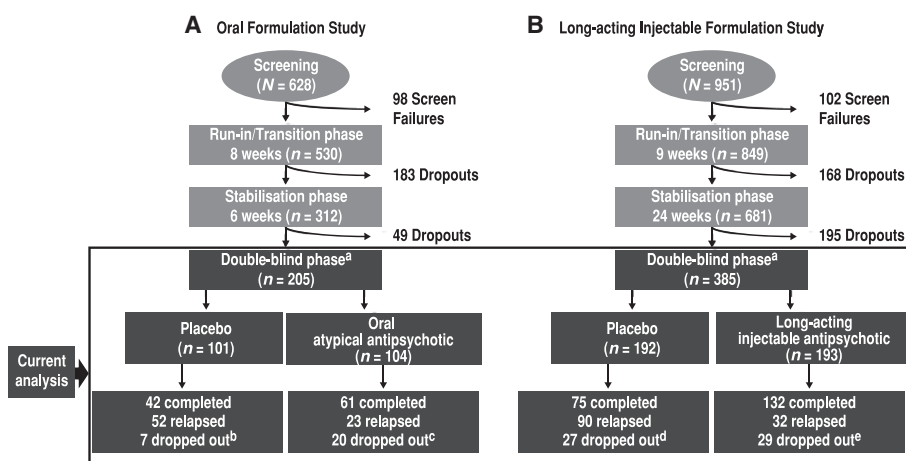 A Oral Formulation Study
Screening
(N = 628)
98 Screen
Failures
Run-in/Transition phase
8 weeks (n = 530)
183 Dropouts
Stabilisation phase
6 weeks (n = 312)
49 Dropouts
Double-blind phaseª
(n = 205)
Placebo
(n = 101)
Oral
atypical antipsychotic
(n = 104)
42 completed
52 relapsed
7 dropped outᵇ
61 completed
23 relapsed
20 dropped outᶜ
B Long-acting Injectable Formulation Study
Screening
(N = 951)
102 Screen
Failures
Run-in/Transition phase
9 weeks (n = 849)
168 Dropouts
Stabilisation phase
24 weeks (n = 681)
195 Dropouts
Double-blind phaseª
(n = 385)
Placebo
(n = 192)
Long-acting
injectable antipsychotic
(n = 193)
75 completed
90 relapsed
27 dropped outᵈ
132 completed
32 relapsed
29 dropped outᵉ
Current
analysis